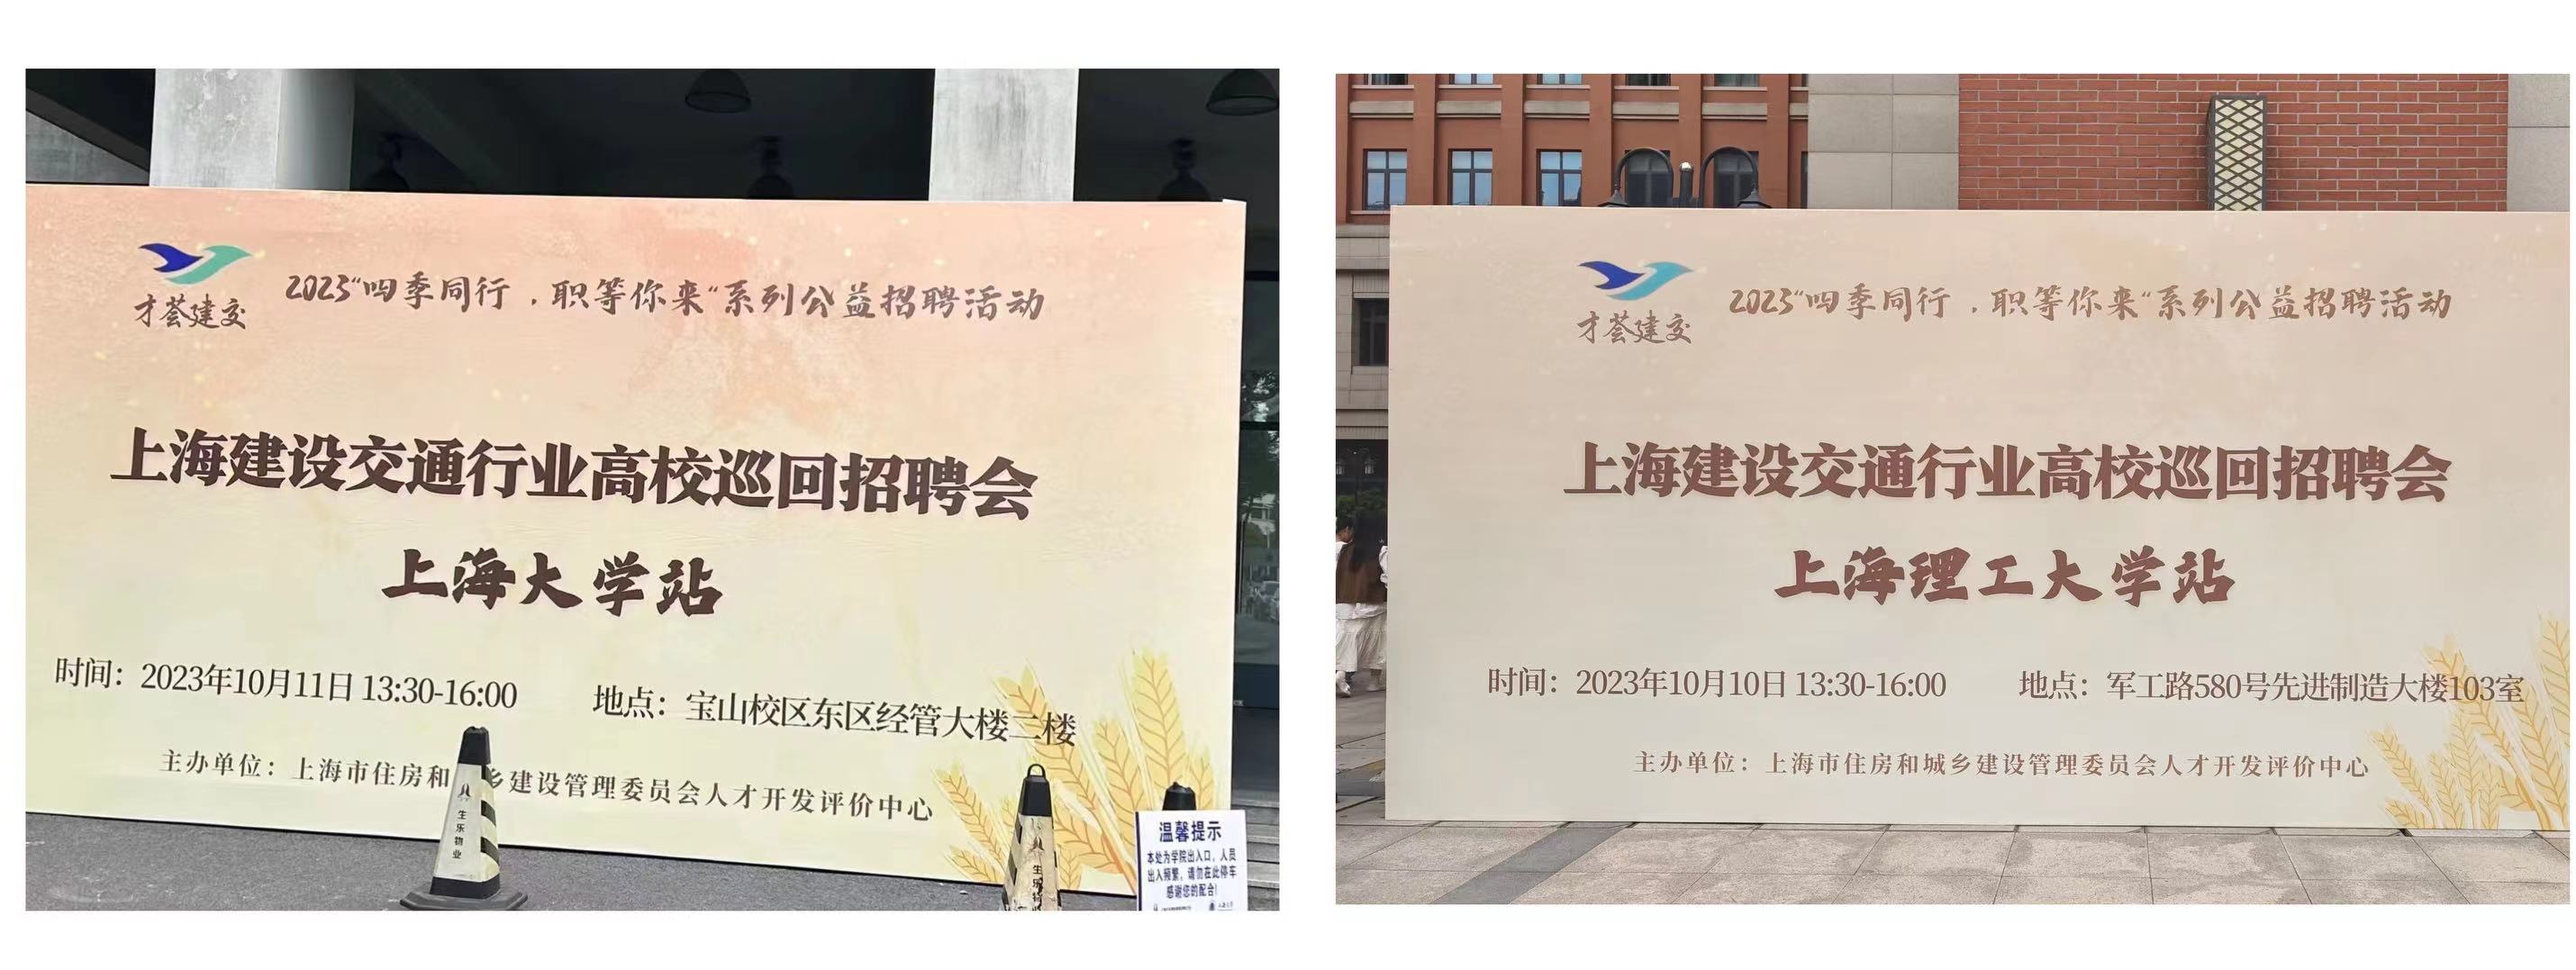 才荟建交
2023“四季同行，职等你来“系列公益招聘活动
上海建设交通行业高校巡回招聘会
上海大学站
时间：2023年10月11日 13:30-16:00 地点：宝山校区东区经管大楼二楼
主办单位：上海市住房和 乡建设管理委员会人才开发评价中心
生乐物业
生乐物业
温馨提示
本处为学院出入口，人员
出入频繁，请勿在此停车
感谢您的配合！
才荟建交
2023“四季同行，职等你来“系列公益招聘活动
上海建设交通行业高校巡回招聘会
上海理工大学站
时间：2023年10月10日 13:30-16:00 地点：军工路580号先进制造大楼103室
主办单位：上海市住房和城乡建设管理委员会人才开发评价中心